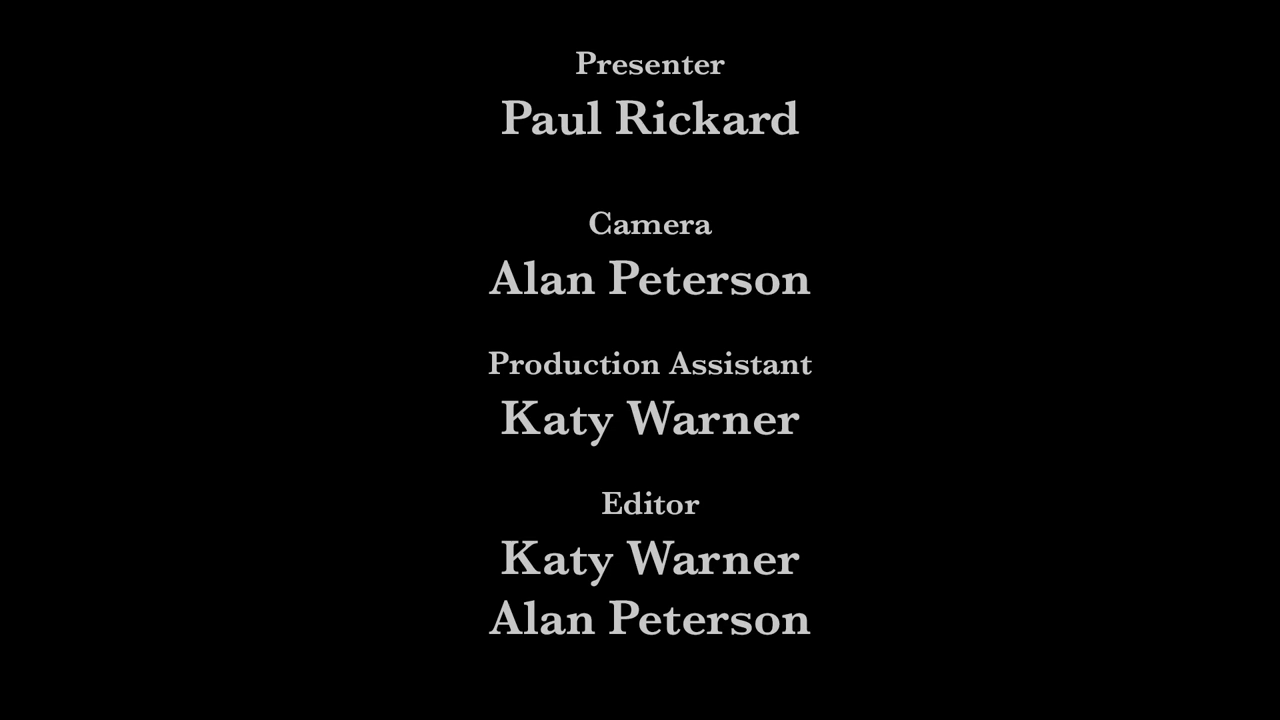 Presenter
Paul Rickard
Camera
Alan Peterson
Production Assistant
Katy Warner
Editor
Katy Warner
Alan Peterson